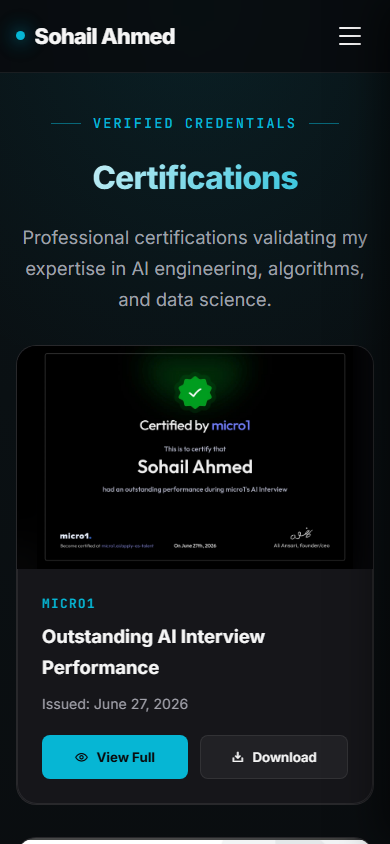 Sohail Ahmed
VERIFIED CREDENTIALS
Certifications
Professional certifications validating my
expertise in AI engineering, algorithms,
and data science.
Certified by micro1
This is to certify that
Sohail Ahmed
had an outstanding performance during micro1's AI Interview
micro1.
On June 27th, 2026
Ali Ansari, Founder/ceo
MICRO1
Outstanding AI Interview
Performance
Issued: June 27, 2026
View Full
Download